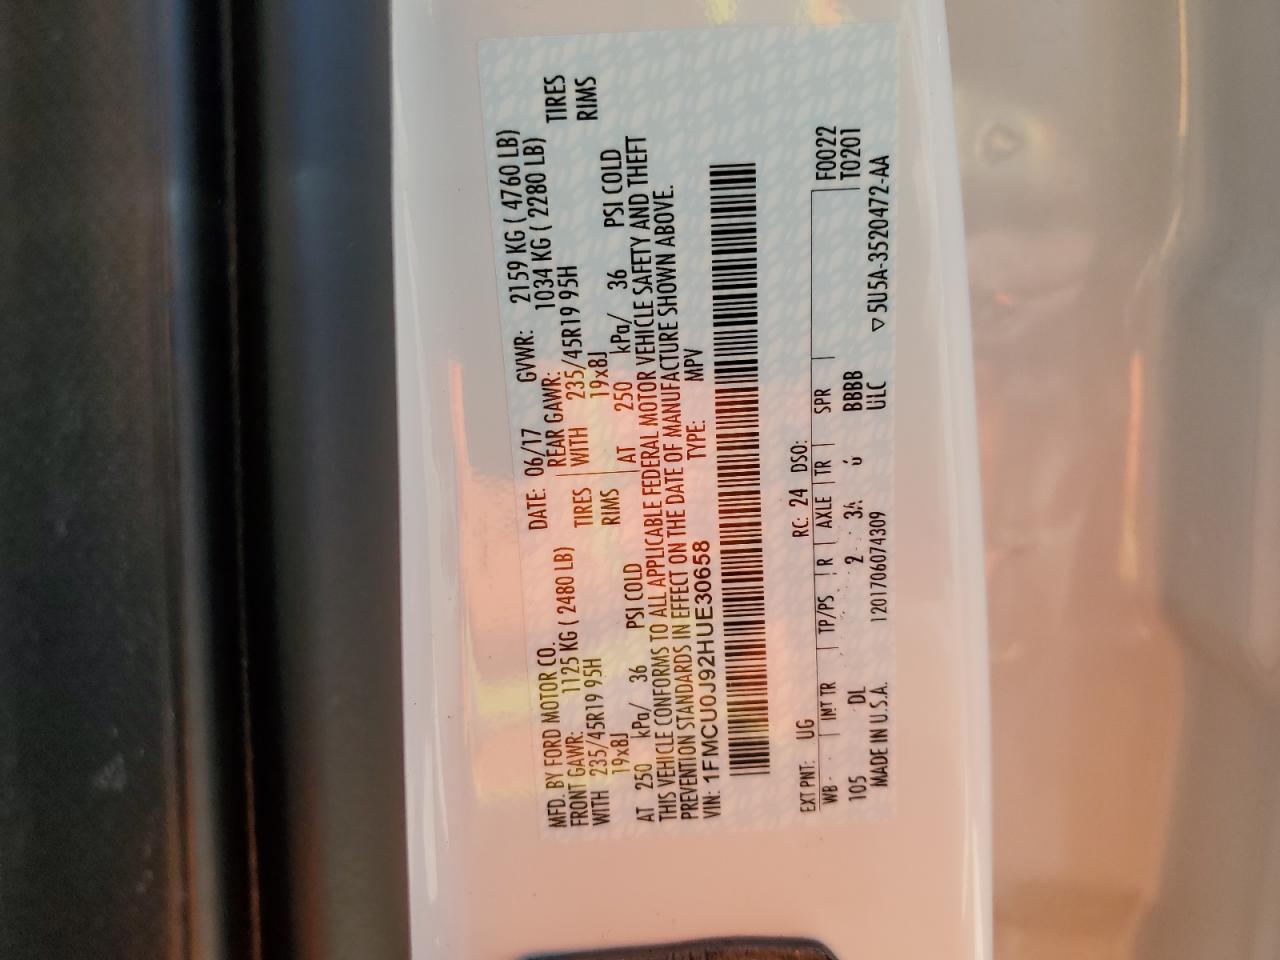 MFD. BY FORD MOTOR CO. DATE: 06/17 GVWR: 2159 KG ( 4760 LB)
FRONT GAWR: 1125 KG ( 2480 LB) REAR GAWR: 1034 KG ( 2280 LB)
WITH 235/45R19 95H TIRES WITH 235/45R19 95H TIRES
19x8J RIMS 19x8J RIMS
AT 250 kPa/ 36 PSI COLD AT 250 kPa/ 36 PSI COLD
THIS VEHICLE CONFORMS TO ALL APPLICABLE FEDERAL MOTOR VEHICLE SAFETY AND THEFT
PREVENTION STANDARDS IN EFFECT ON THE DATE OF MANUFACTURE SHOWN ABOVE.
VIN: 1FMCU0J92HUE30658 TYPE: MPV
EXT PNT: UG RC: 24 DSO: F0022
WB INT TR TP/PS R AXLE TR SPR T0201
105 DL 2 6 BBBB
MADE IN U.S.A. 1201706074309 ULC ▽5U5A-3520472-AA